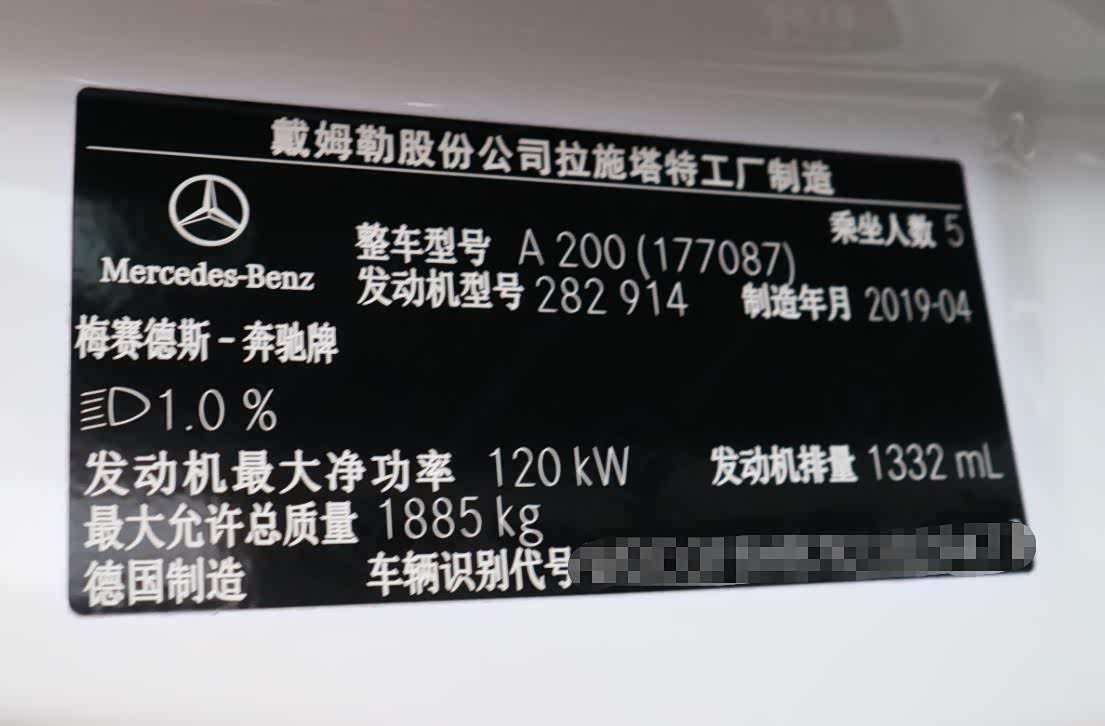 戴姆勒股份公司拉施塔特工厂制造
乘坐人数 5
Mercedes-Benz
整车型号 A 200 (177087)
发动机型号 282 914 制造年月 2019-04
梅赛德斯-奔驰牌
1.0 %
发动机最大净功率 120 kW 发动机排量 1332 mL
最大允许总质量 1885 kg
德国制造 车辆识别代号